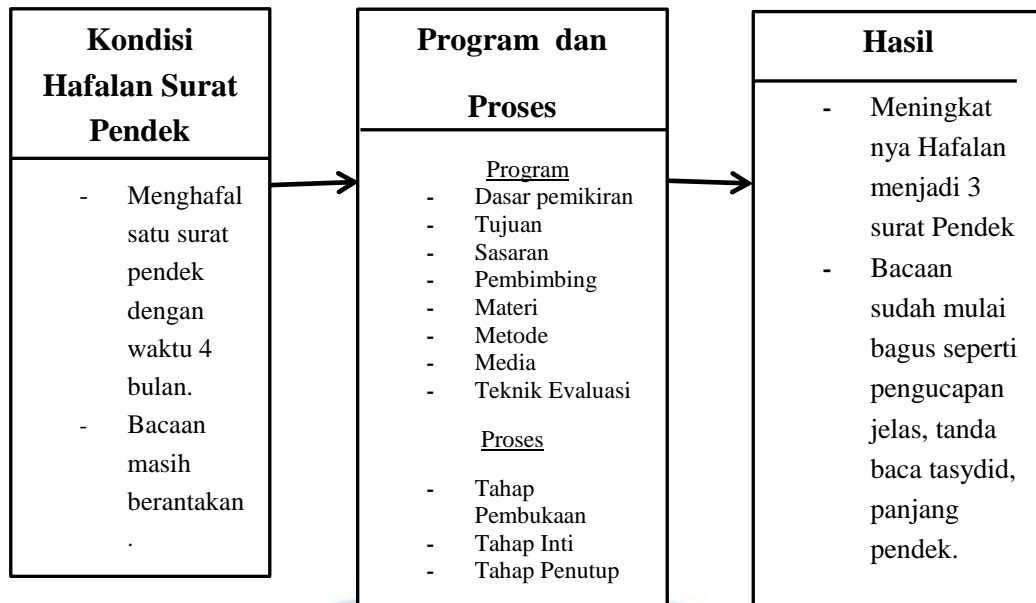 Kondisi
Hafalan Surat
Pendek
- Menghafal
satu surat
pendek
dengan
waktu 4
bulan.
- Bacaan
masih
berantakan
.
Program dan
Proses
Program
- Dasar pemikiran
- Tujuan
- Sasaran
- Pembimbing
- Materi
- Metode
- Media
- Teknik Evaluasi
Proses
- Tahap
Pembukaan
- Tahap Inti
- Tahap Penutup
Hasil
- Meningkat
nya Hafalan
menjadi 3
surat Pendek
- Bacaan
sudah mulai
bagus seperti
pengucapan
jelas, tanda
baca tasydid,
panjang
pendek.